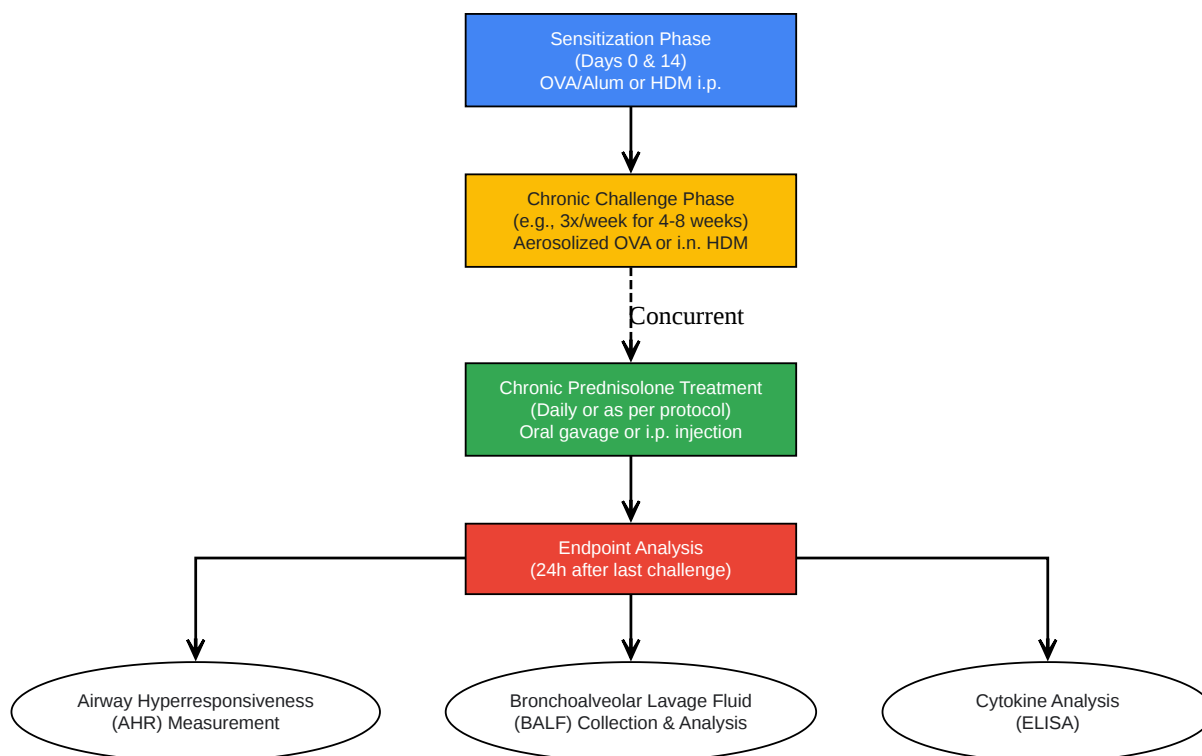 Sensitization Phase
(Days 0 & 14)
OVA/Alum or HDM i.p.
Chronic Challenge Phase
(e.g., 3x/week for 4-8 weeks)
Aerosolized OVA or i.n. HDM
Concurrent
Chronic Prednisolone Treatment
(Daily or as per protocol)
Oral gavage or i.p. injection
Endpoint Analysis
(24h after last challenge)
Airway Hyperresponsiveness
(AHR) Measurement
Bronchoalveolar Lavage Fluid
(BALF) Collection & Analysis
Cytokine Analysis
(ELISA)